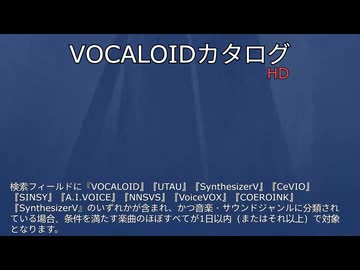 VOCALOIDカタログ
HD
検索フィールドに『VOCALOID』『UTAU』『SynthesizerV』『CeVIO』
『SINSY』『A.I.VOICE』『NNSVS』『VoiceVOX』『COEROINK』
『SynthesizerV』のいずれかが含まれ、かつ音楽・サウンドジャンルに分類され
ている場合、条件を満たす楽曲のほぼすべてが1日以内（またはそれ以上）で対象
となります。